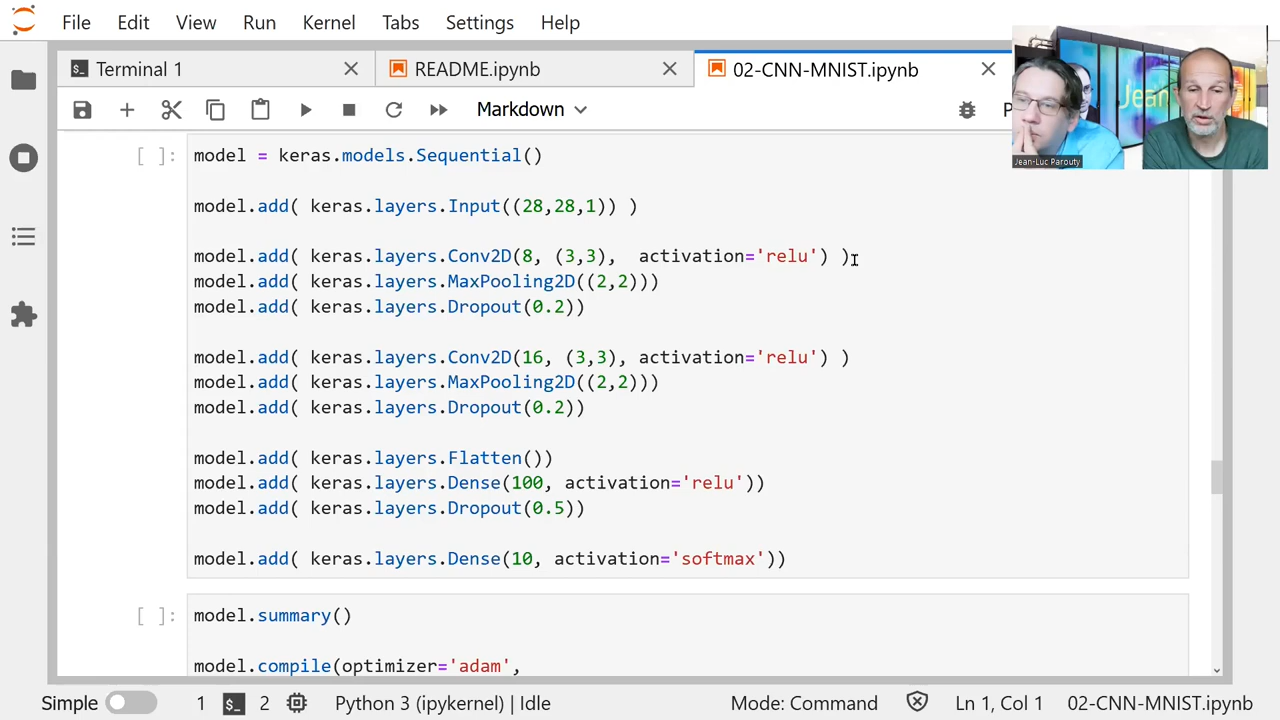 File Edit View Run Kernel Tabs Settings Help
Terminal 1 README.ipynb 02-CNN-MNIST.ipynb
Markdown
[ ]: model = keras.models.Sequential()
model.add( keras.layers.Input((28,28,1)) )
model.add( keras.layers.Conv2D(8, (3,3),  activation='relu') )
model.add( keras.layers.MaxPooling2D((2,2)))
model.add( keras.layers.Dropout(0.2))
model.add( keras.layers.Conv2D(16, (3,3), activation='relu') )
model.add( keras.layers.MaxPooling2D((2,2)))
model.add( keras.layers.Dropout(0.2))
model.add( keras.layers.Flatten())
model.add( keras.layers.Dense(100, activation='relu'))
model.add( keras.layers.Dropout(0.5))
model.add( keras.layers.Dense(10, activation='softmax'))
[ ]: model.summary()
model.compile(optimizer='adam',
Jean-Luc Parouty
Simple 1 2 Python 3 (ipykernel) | Idle Mode: Command Ln 1, Col 1 02-CNN-MNIST.ipynb